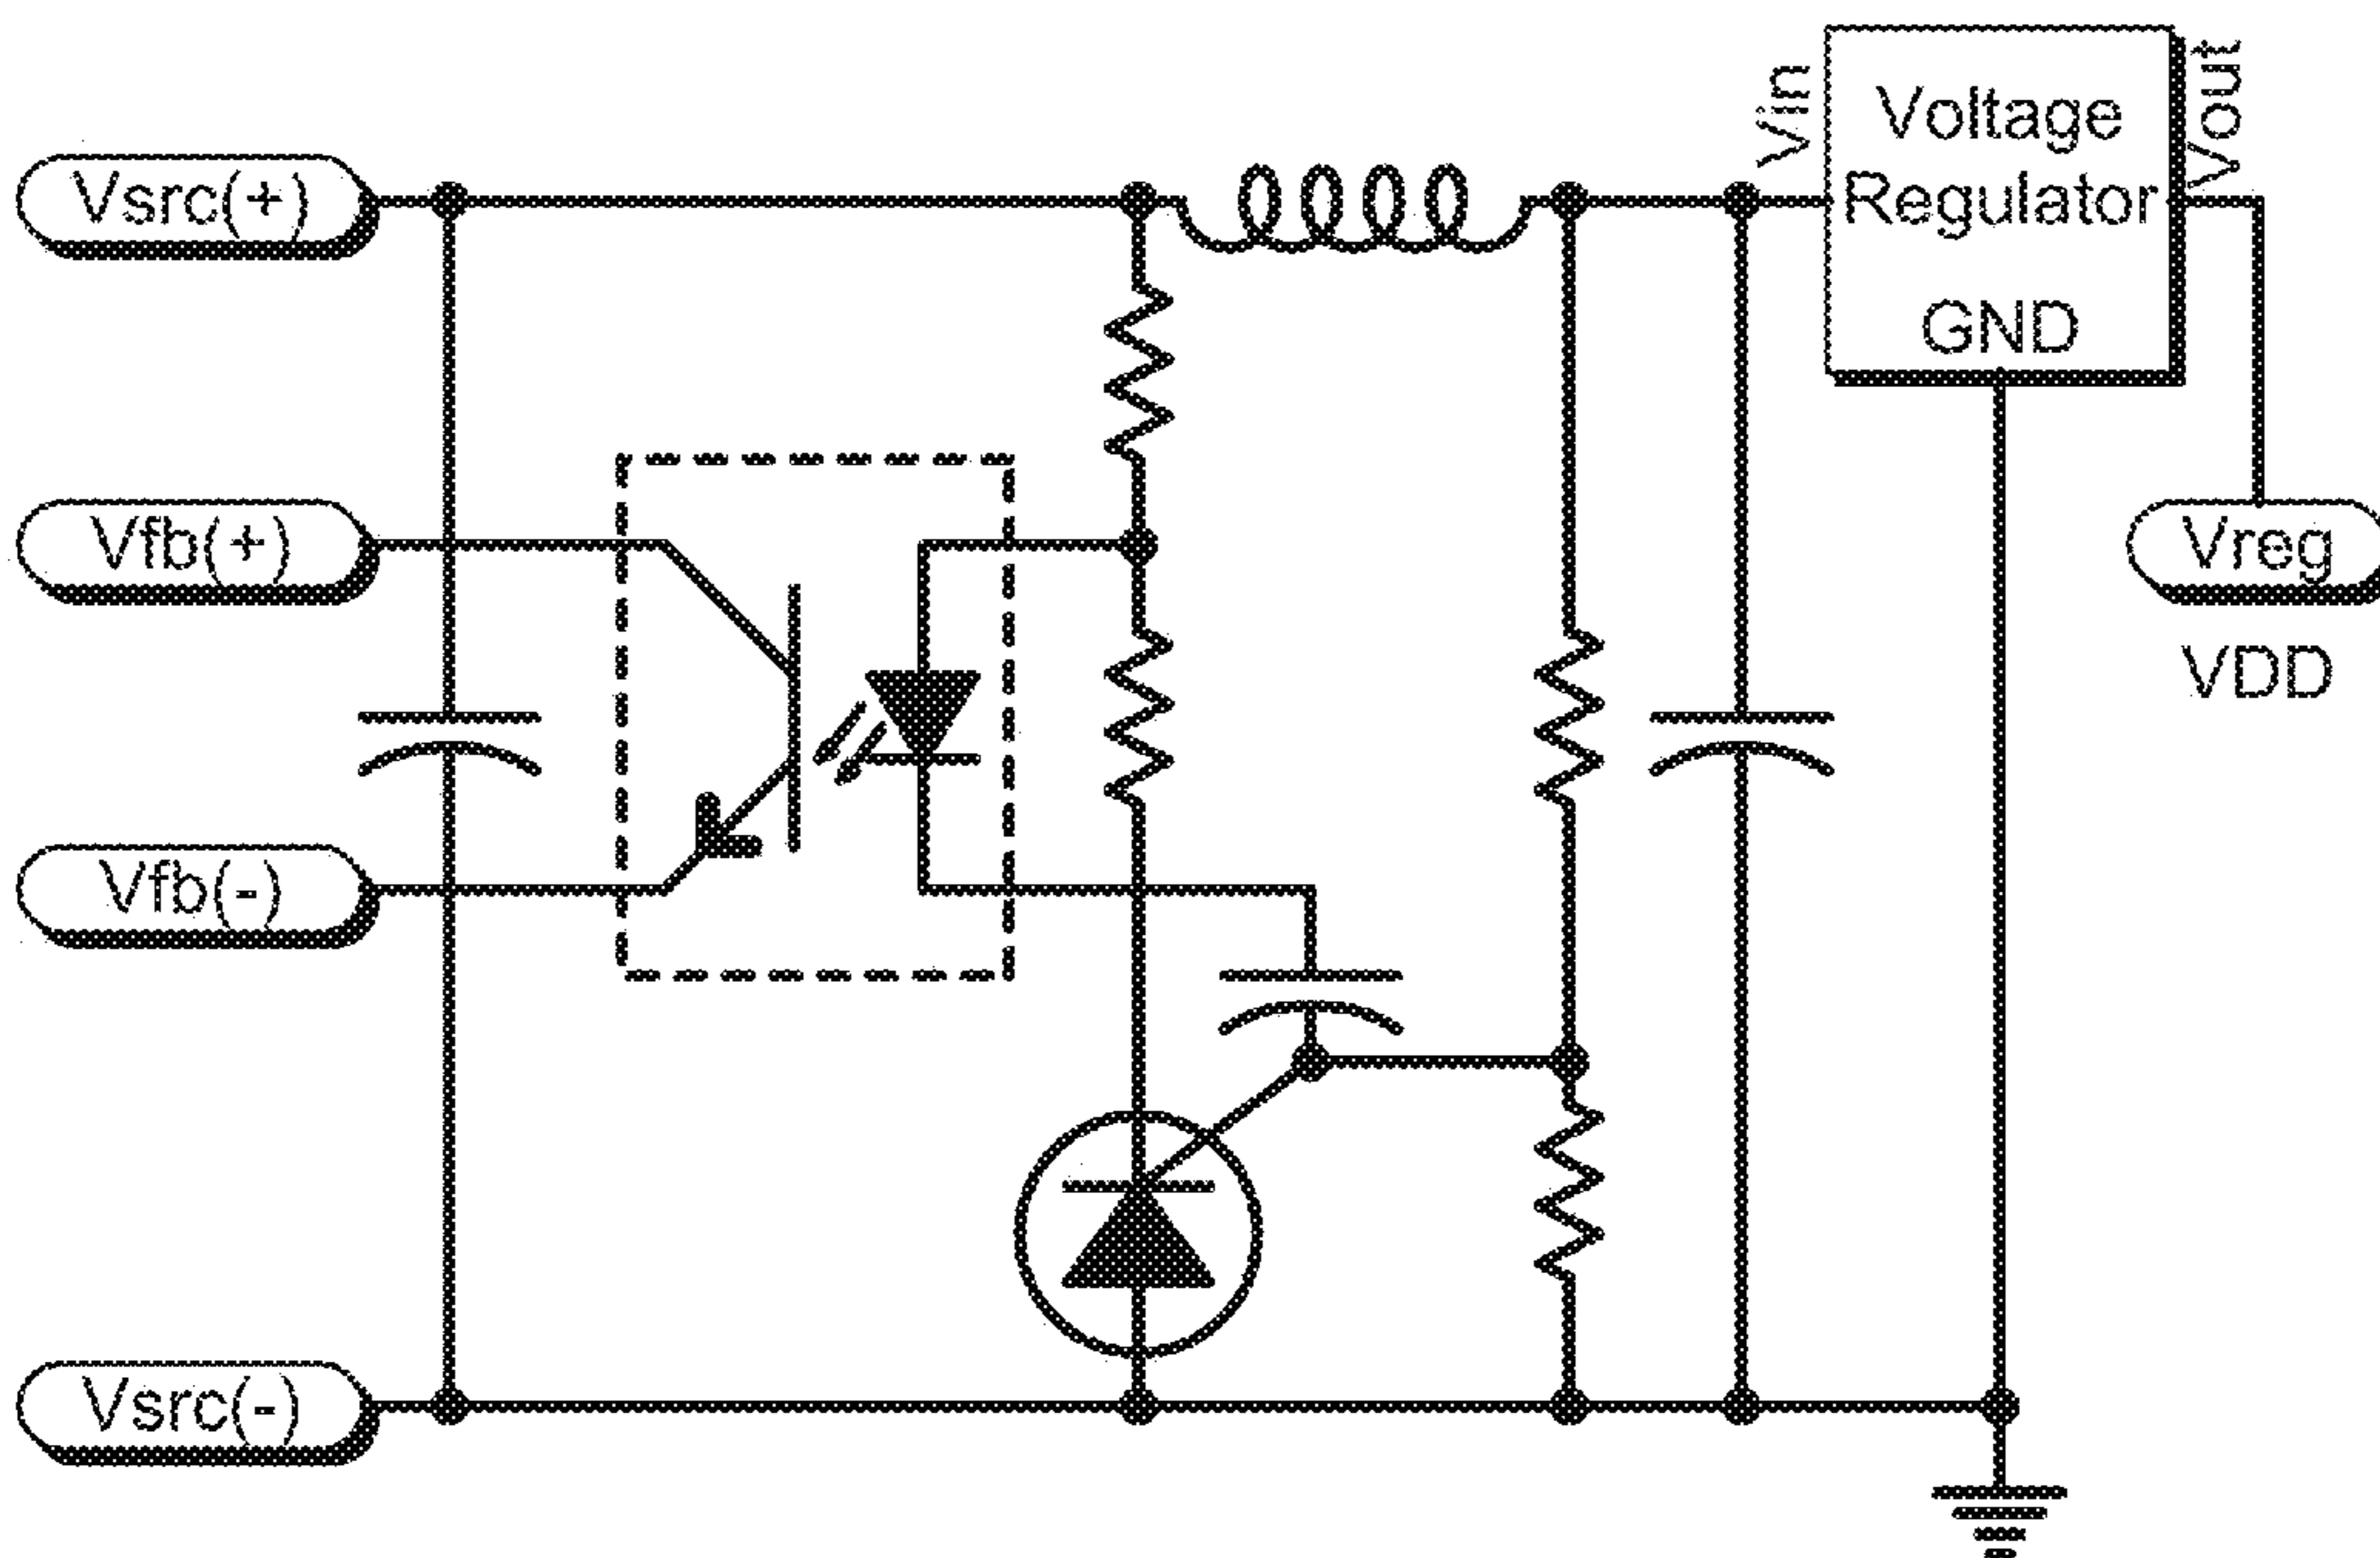 Vsrc(+)
Vin
Voltage
Regulator
GND
Vout
Vfb(+)
Vreg
VDD
Vfb(-)
Vsrc(-)